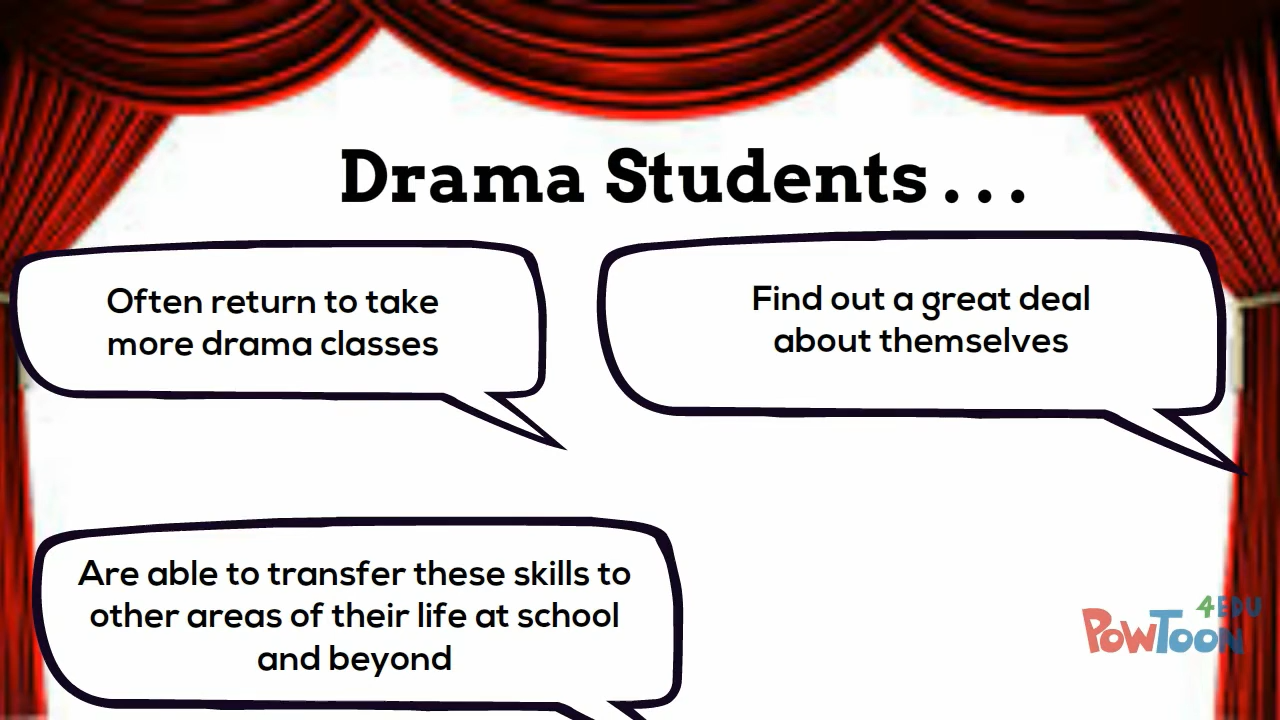 Drama Students...
Often return to take
more drama classes
Find out a great deal
about themselves
Are able to transfer these skills to
other areas of their life at school
and beyond
4EDU
PowToon